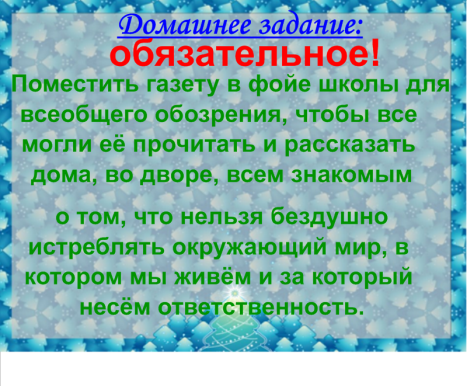 Домашнее задание:
обязательное!
Поместить газету в фойе школы для
всеобщего обозрения, чтобы все
могли её прочитать и рассказать
дома, во дворе, всем знакомым
о том, что нельзя бездушно
истреблять окружающий мир, в
котором мы живём и за который
несём ответственность.